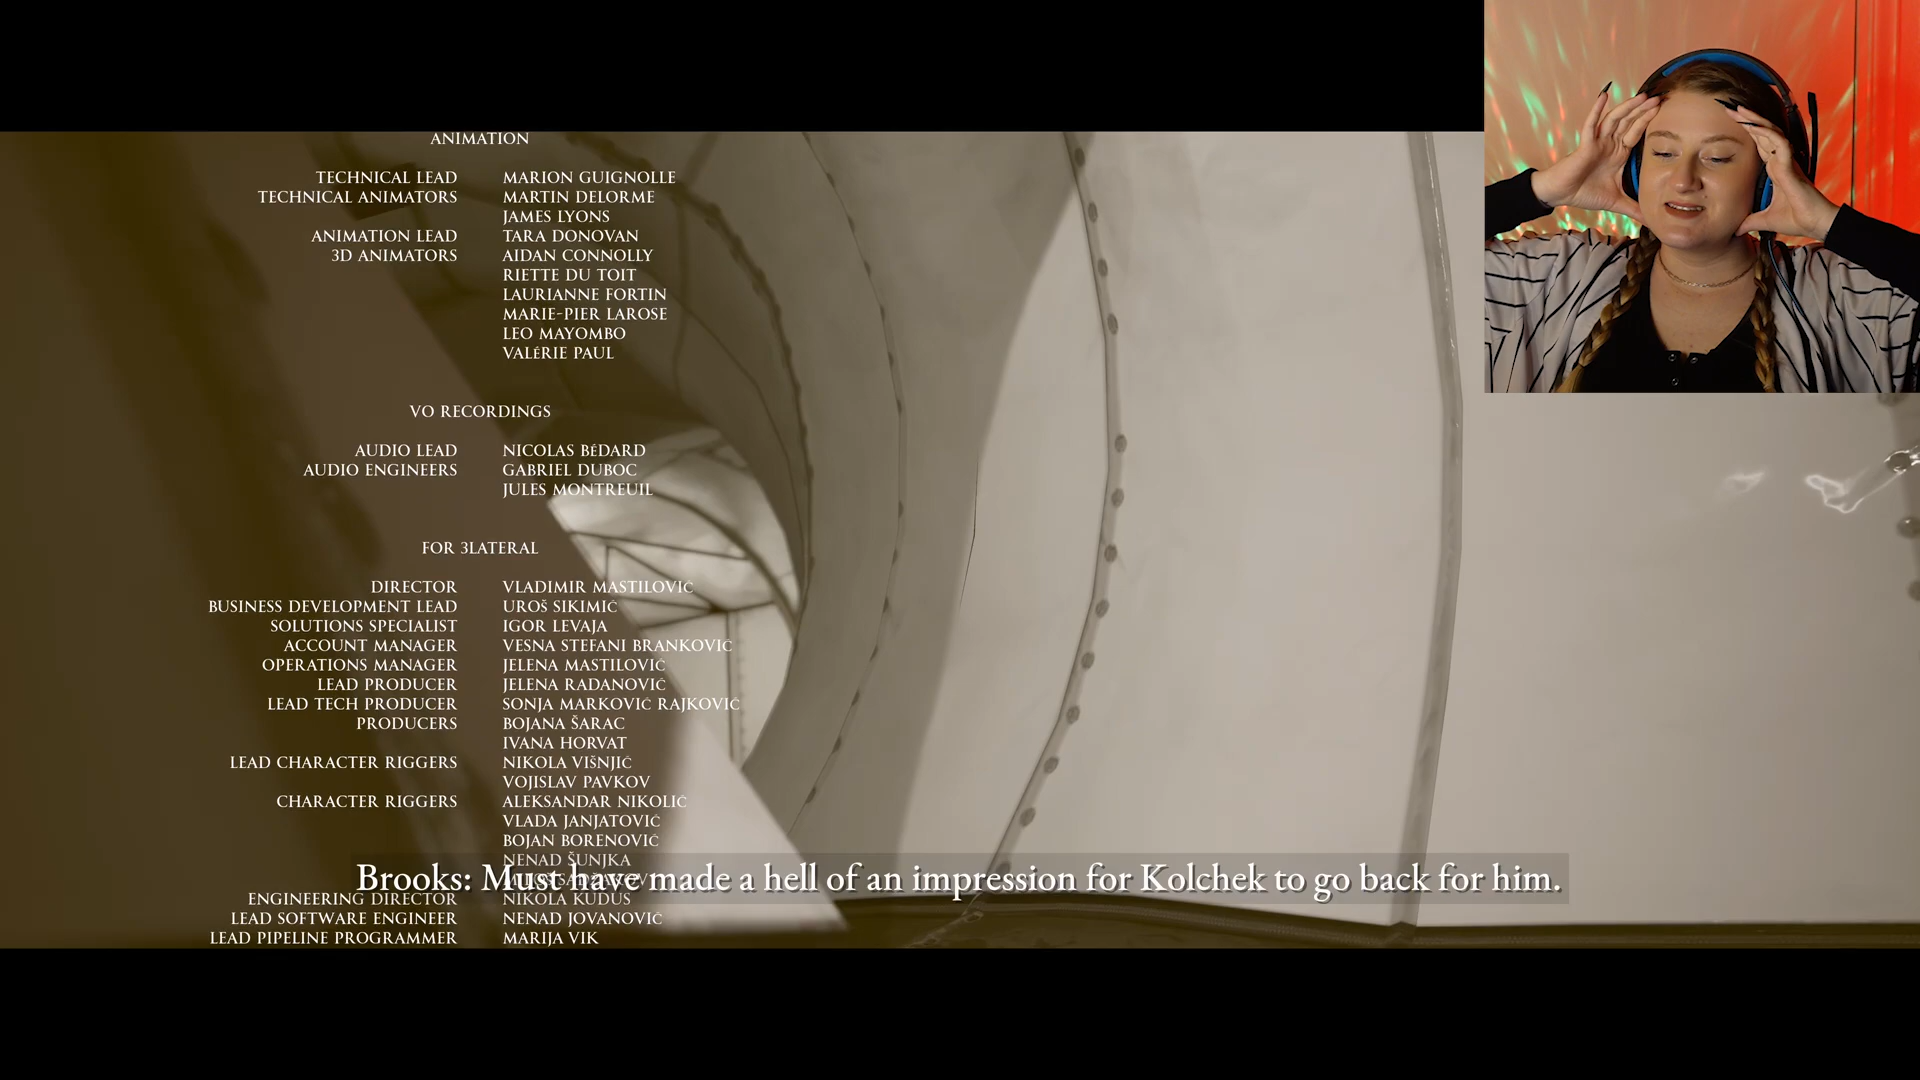 ANIMATION
TECHNICAL LEAD MARION GUIGNOLLE
TECHNICAL ANIMATORS MARTIN DELORME
JAMES LYONS
ANIMATION LEAD TARA DONOVAN
3D ANIMATORS AIDAN CONNOLLY
RIETTE DU TOIT
LAURIANNE FORTIN
MARIE-PIER LAROSE
LEO MAYOMBO
VALéRIE PAUL
VO RECORDINGS
AUDIO LEAD NICOLAS BéDARD
AUDIO ENGINEERS GABRIEL DUBOC
JULES MONTREUIL
FOR 3LATERAL
DIRECTOR VLADIMIR MASTILOVIć
BUSINESS DEVELOPMENT LEAD UROŠ SIKIMIć
SOLUTIONS SPECIALIST IGOR LEVAJA
ACCOUNT MANAGER VESNA STEFANI BRANKOVIć
OPERATIONS MANAGER JELENA MASTILOVIć
LEAD PRODUCER JELENA RADANOVIć
LEAD TECH PRODUCER SONJA MARKOVIć RAJKOVIć
PRODUCERS BOJANA ŠARAC
IVANA HORVAT
LEAD CHARACTER RIGGERS NIKOLA VIŠNJIć
VOJISLAV PAVKOV
CHARACTER RIGGERS ALEKSANDAR NIKOLIć
VLADA JANJATOVIć
BOJAN BORENOVIć
NENAD ŠUNJKA
Brooks: Must have made a hell of an impression for Kolchek to go back for him.
ENGINEERING DIRECTOR NIKOLA KUDUS
LEAD SOFTWARE ENGINEER NENAD JOVANOVIć
LEAD PIPELINE PROGRAMMER MARIJA VIK